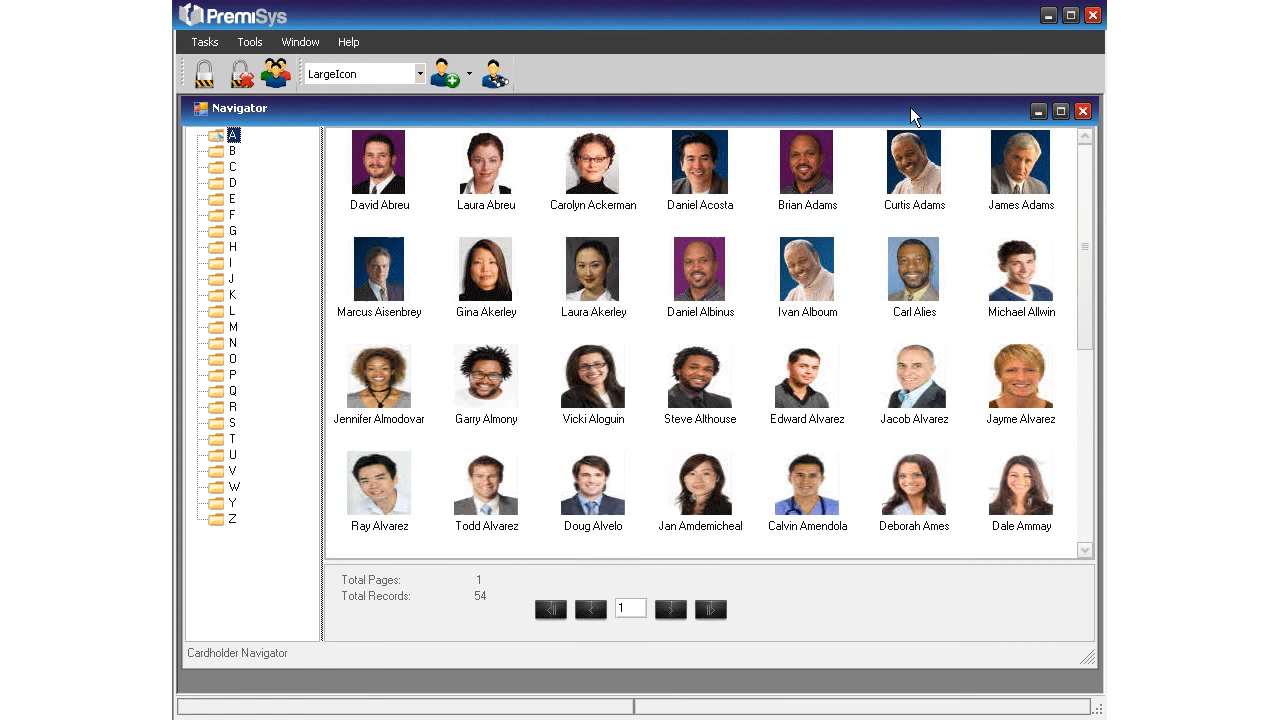 PremiSys
Tasks Tools Window Help
LargeIcon
Navigator
A
B
C
D
E
F
G
H
I
J
K
L
M
N
O
P
Q
R
S
T
U
V
W
Y
Z
David Abreu Laura Abreu Carolyn Ackerman Daniel Acosta Brian Adams Curtis Adams James Adams
Marcus Aisenbrey Gina Akerley Laura Akerley Daniel Albinus Ivan Alboum Carl Alies Michael Allwin
Jennifer Almodovar Garry Almony Vicki Aloguin Steve Althouse Edward Alvarez Jacob Alvarez Jayme Alvarez
Ray Alvarez Todd Alvarez Doug Alvelo Jan Amdemicheal Calvin Amendola Deborah Ames Dale Ammay
Total Pages: 1
Total Records: 54
1
Cardholder Navigator